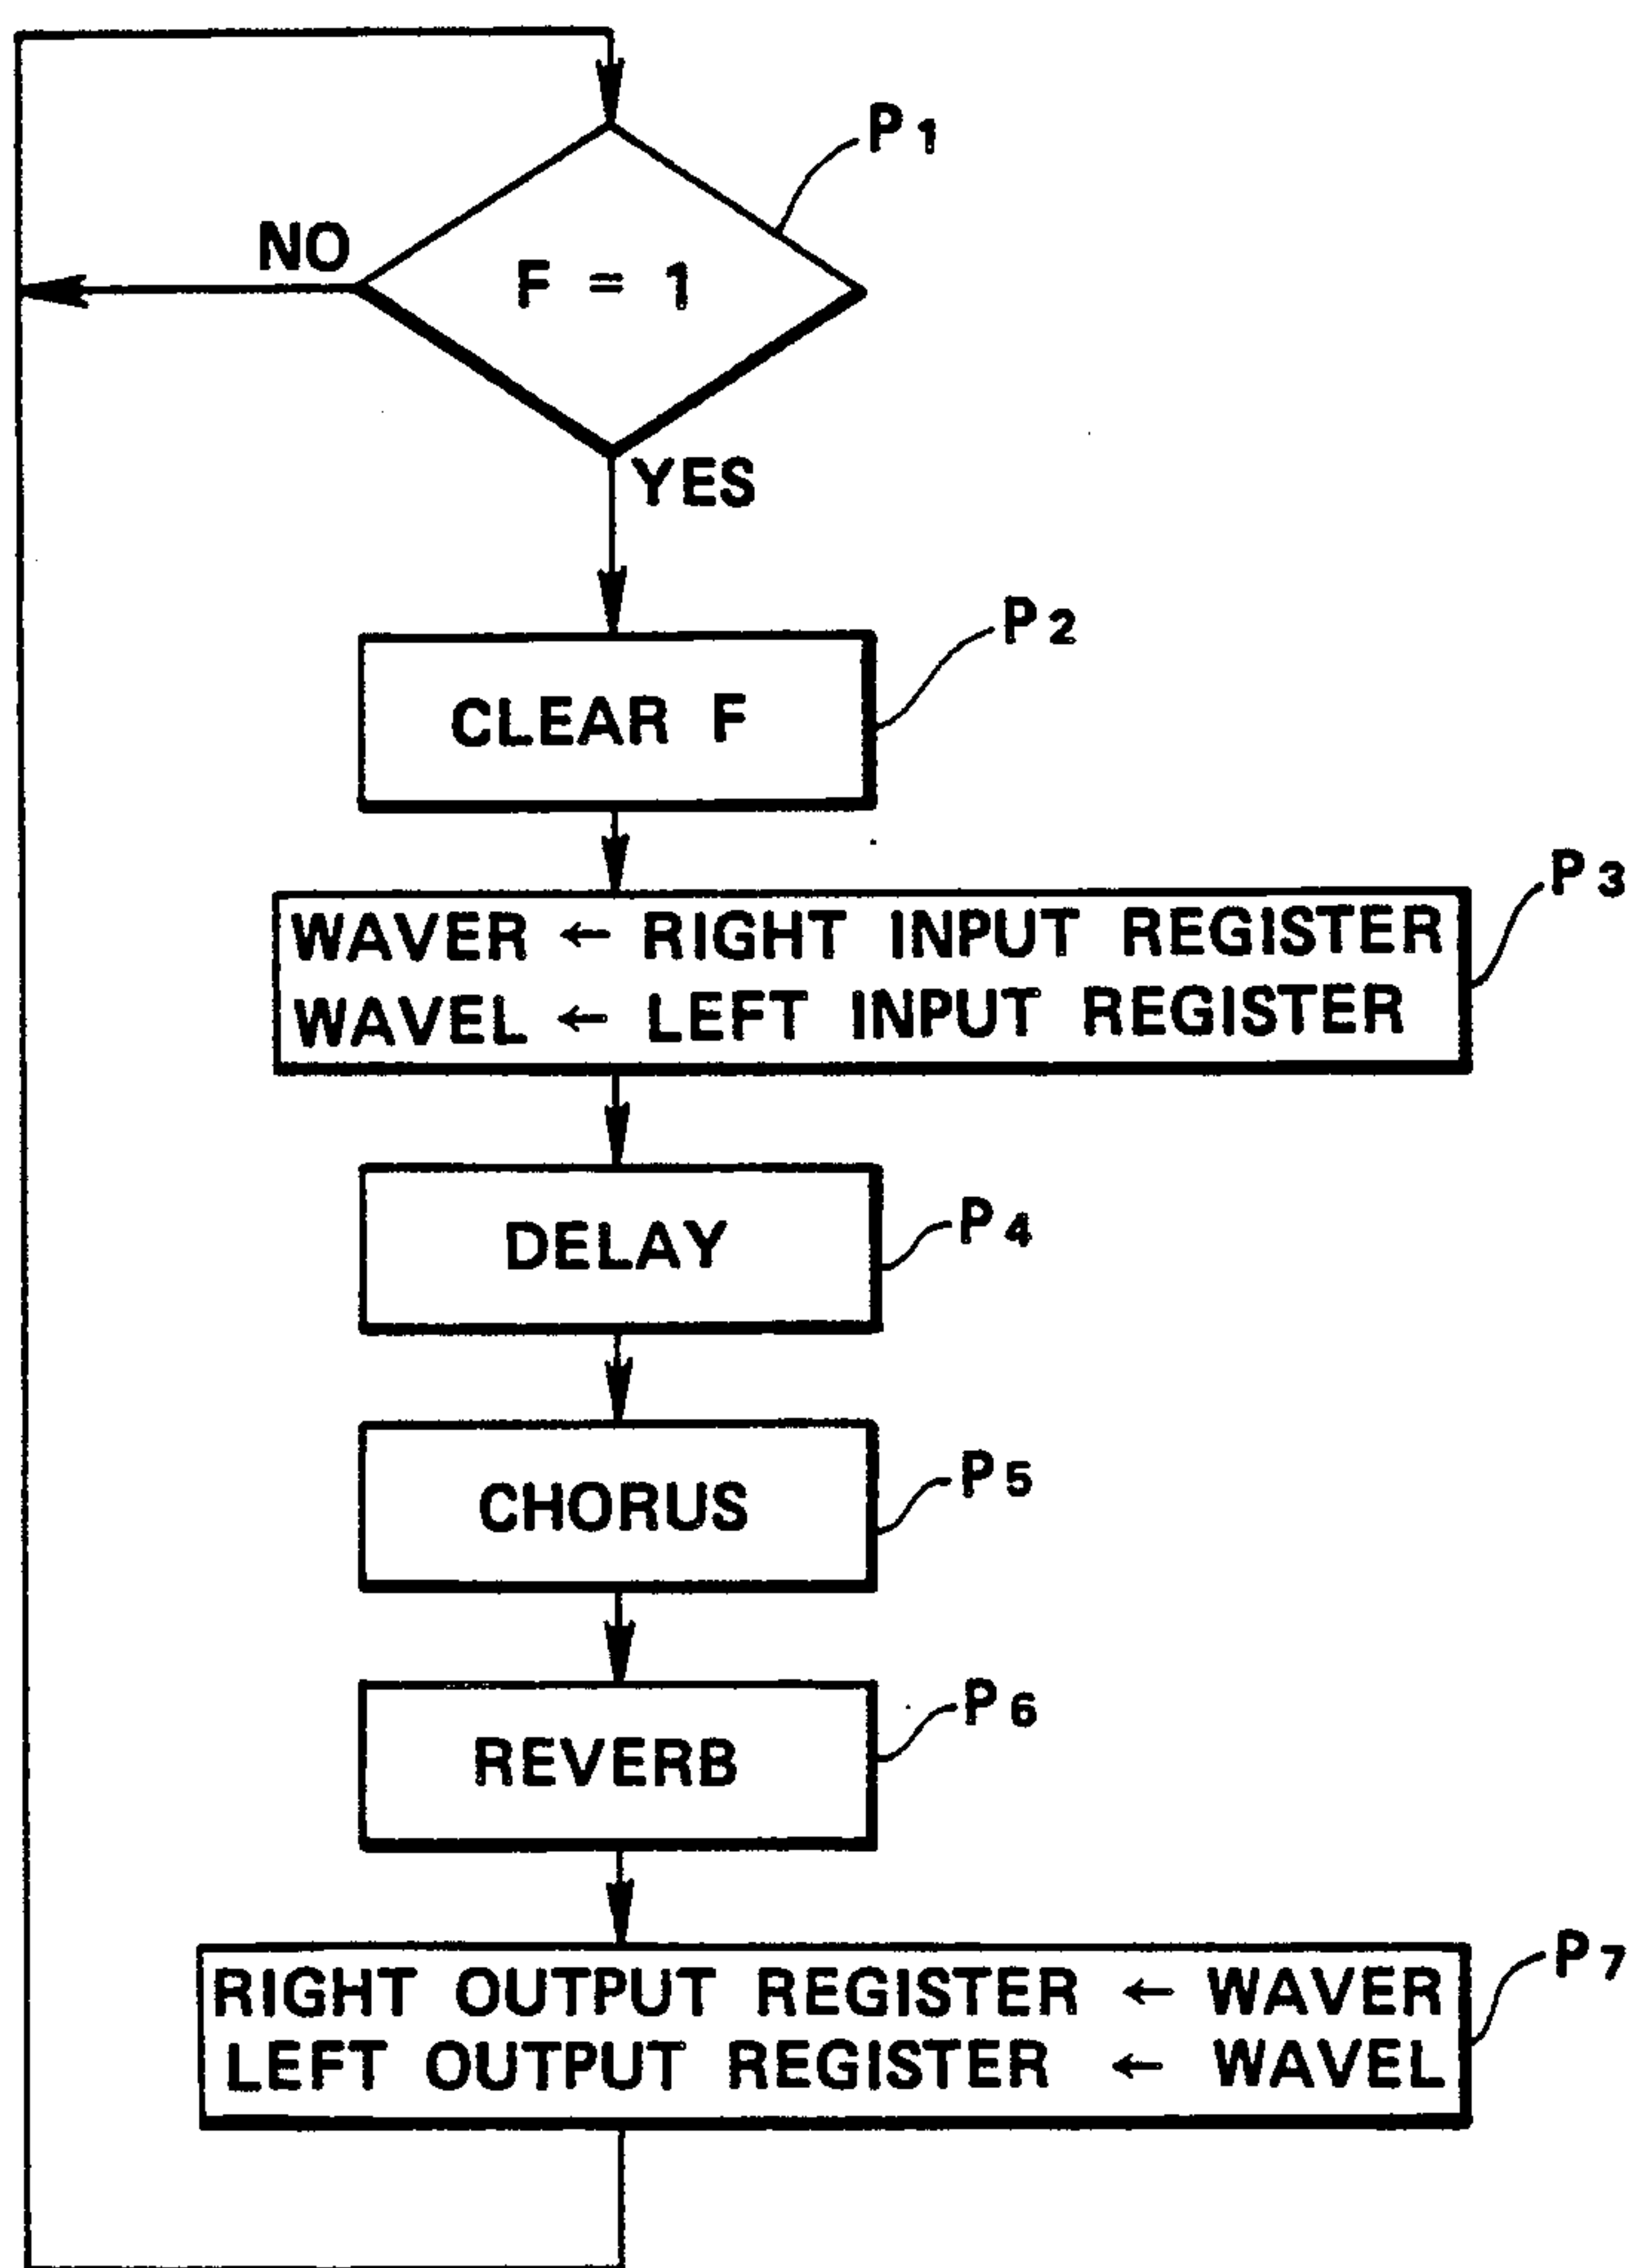 P1
NO
F = 1
YES
P2
CLEAR F
P3
WAVER ← RIGHT INPUT REGISTER
WAVEL ← LEFT INPUT REGISTER
P4
DELAY
P5
CHORUS
P6
REVERB
P7
RIGHT OUTPUT REGISTER ← WAVER
LEFT OUTPUT REGISTER ← WAVEL